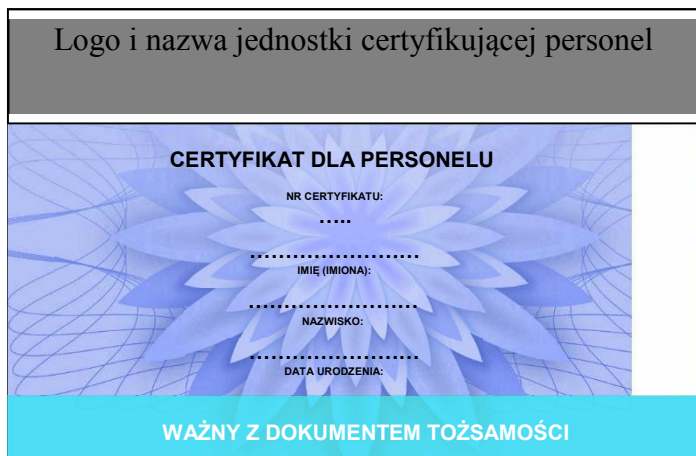 Logo i nazwa jednostki certyfikującej personel
CERTYFIKAT DLA PERSONELU
NR CERTYFIKATU:
…..
……………………
IMIĘ (IMIONA):
……………………
NAZWISKO:
……………………
DATA URODZENIA:
WAŻNY Z DOKUMENTEM TOŻSAMOŚCI